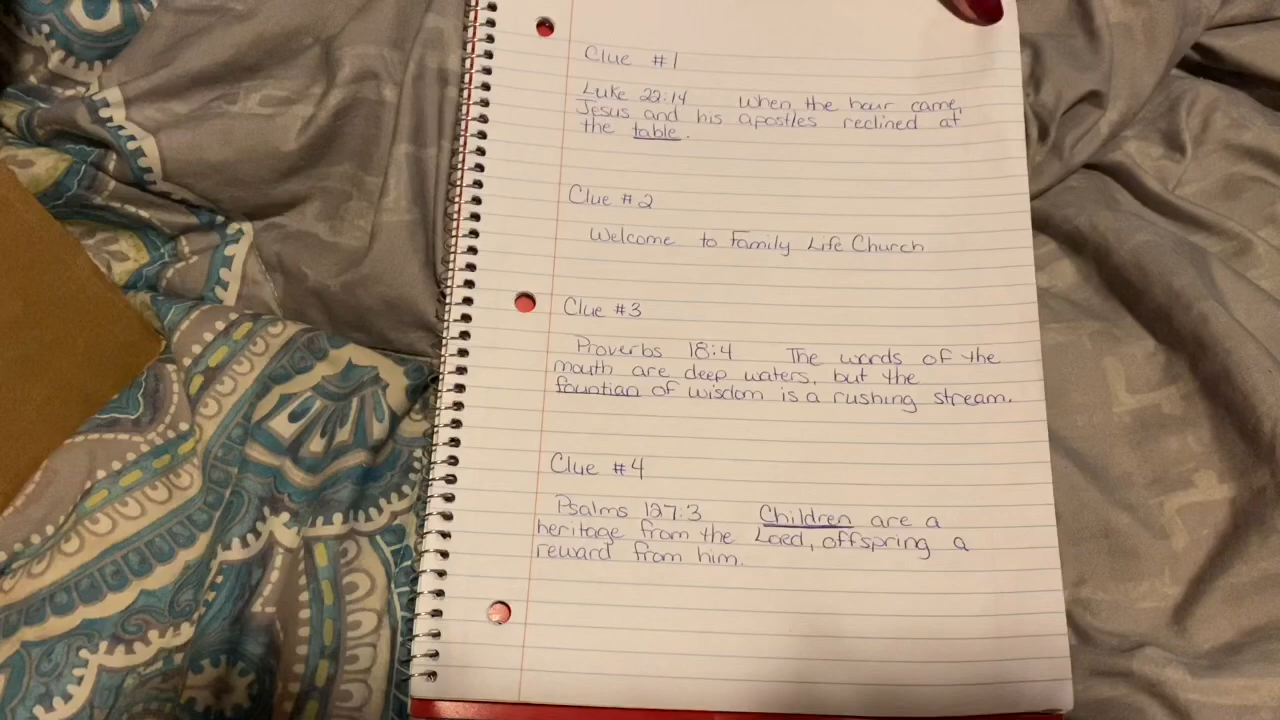 Clue #1
Luke 22:14 When the hour came,
Jesus and his apostles reclined at
the table.
Clue #2
Welcome to Family Life Church
Clue #3
Proverbs 18:4 The words of the
mouth are deep waters, but the
fountian of wisdom is a rushing stream.
Clue #4
Psalms 127:3 Children are a
heritage from the Loed, offspring a
reward from him.